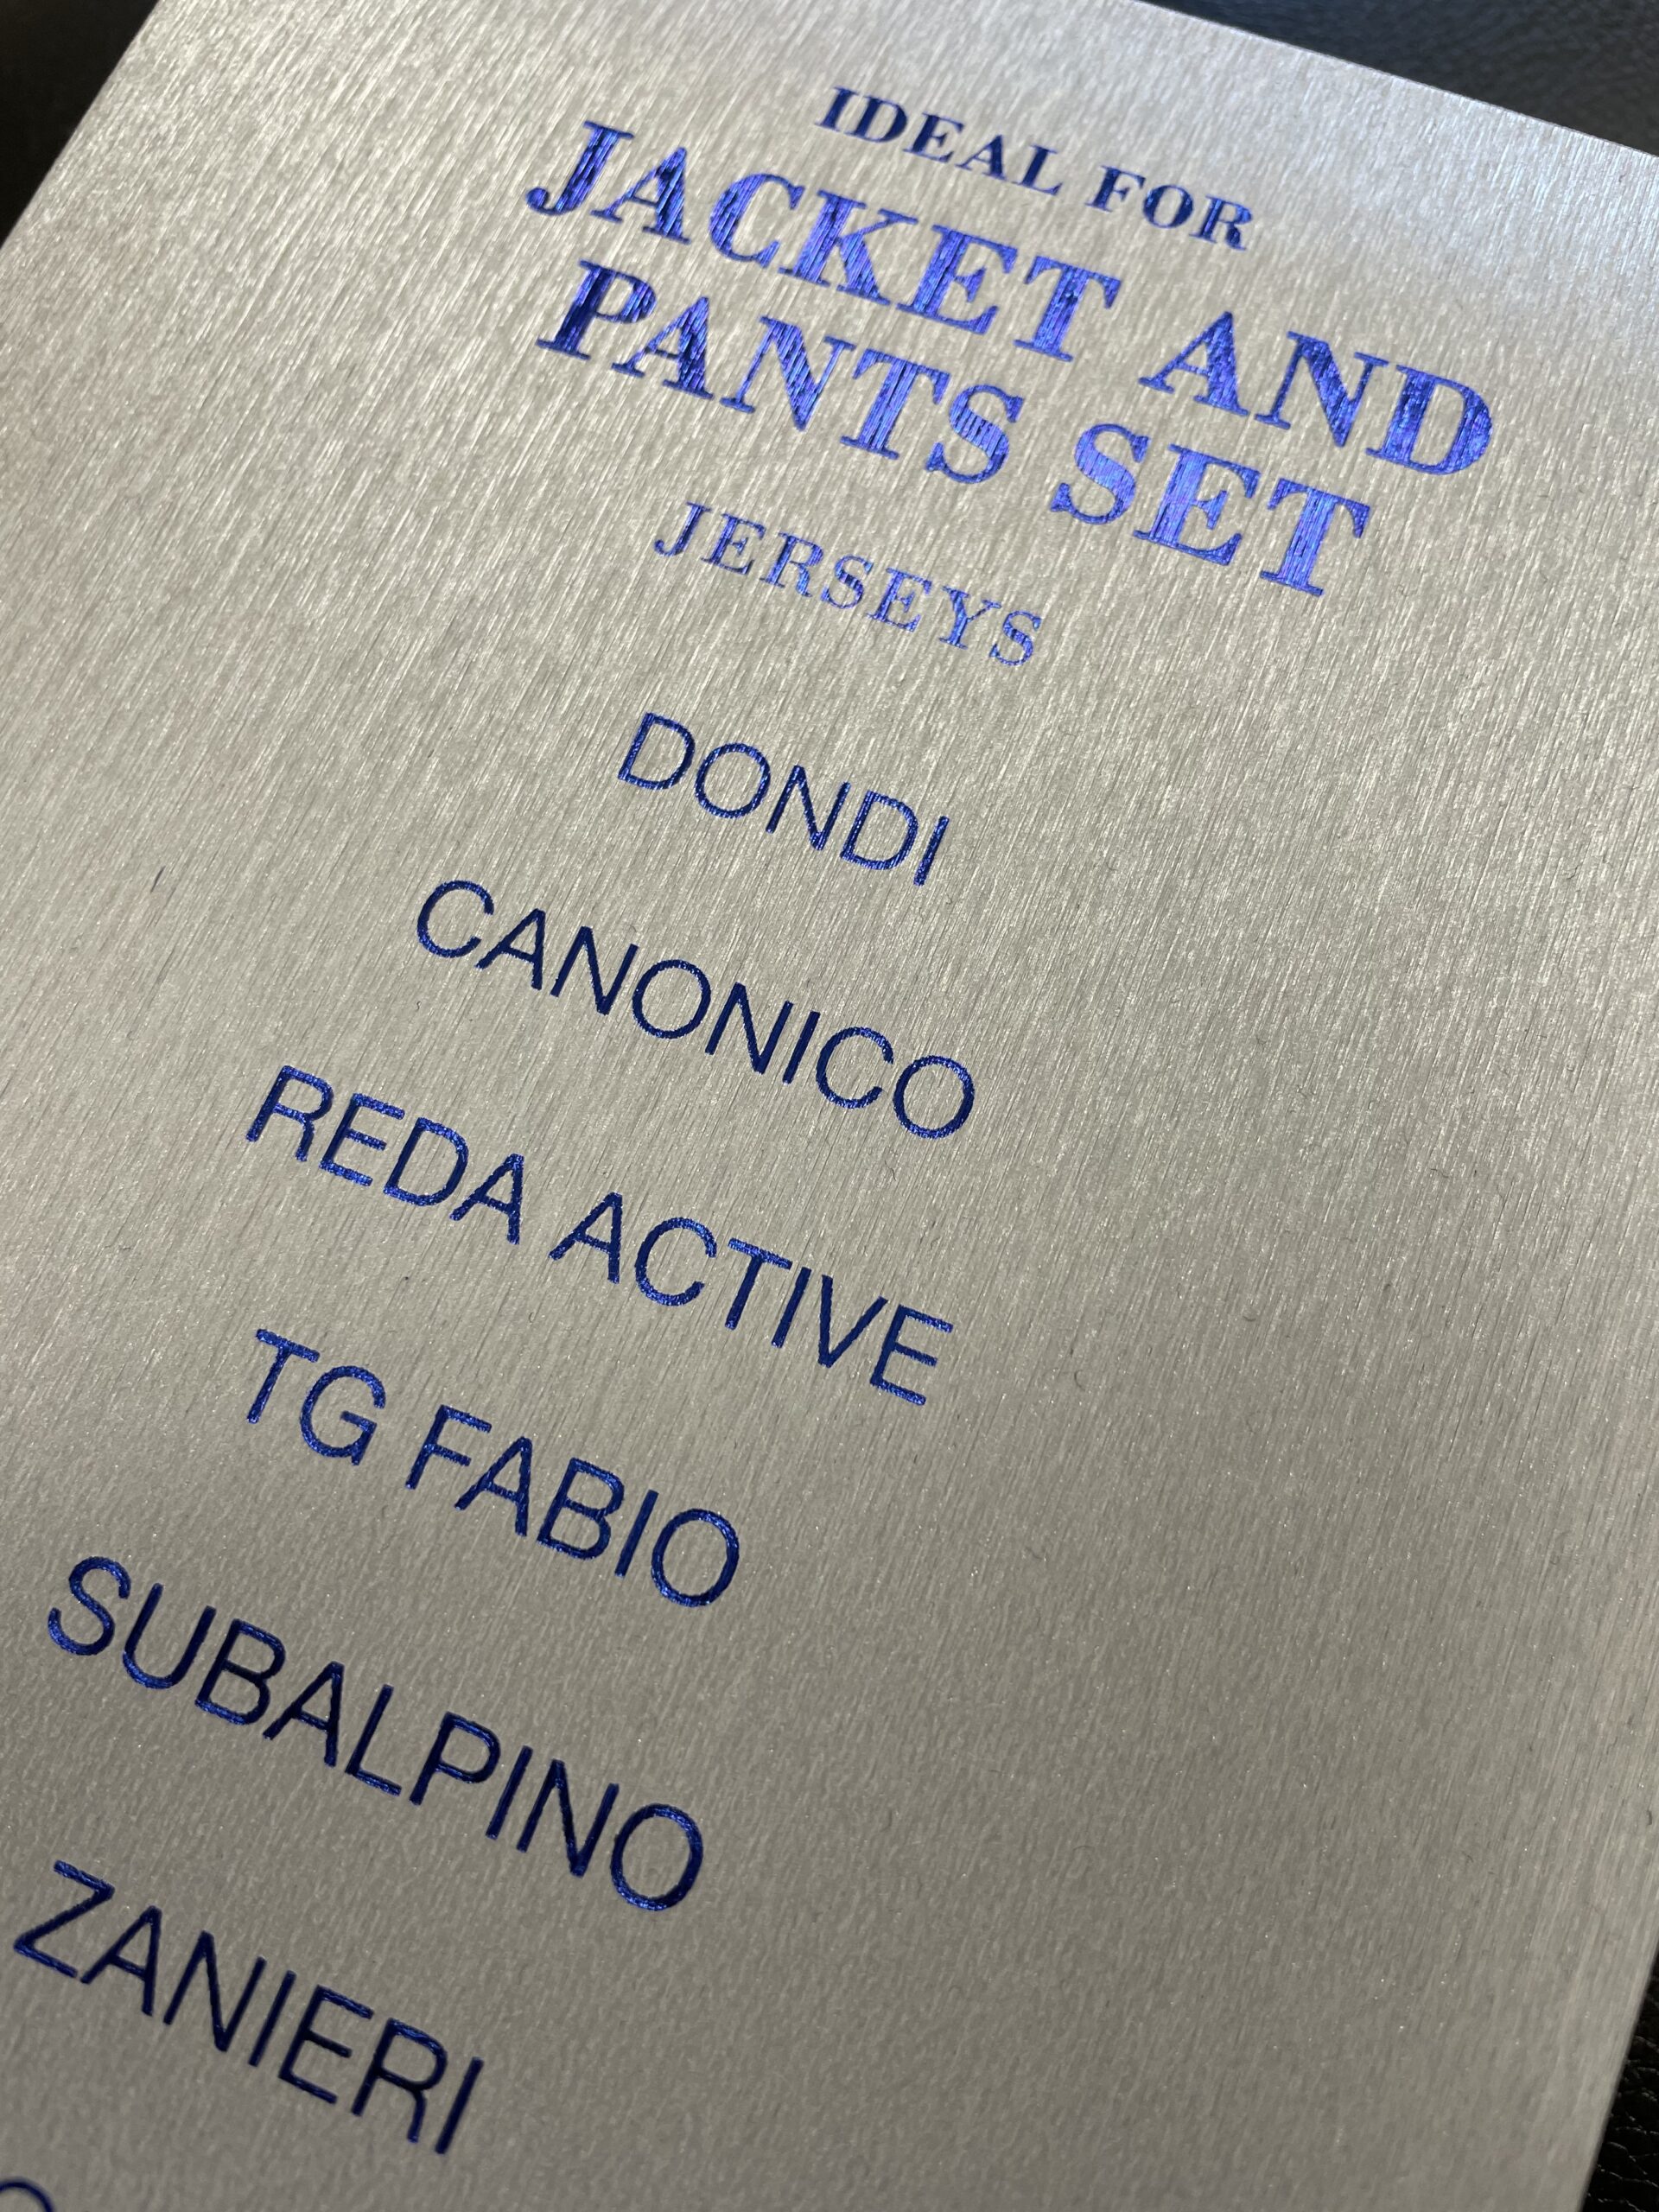 IDEAL FOR
JACKET AND
PANTS SET
JERSEYS
DONDI
CANONICO
REDA ACTIVE
TG FABIO
SUBALPINO
ZANIERI